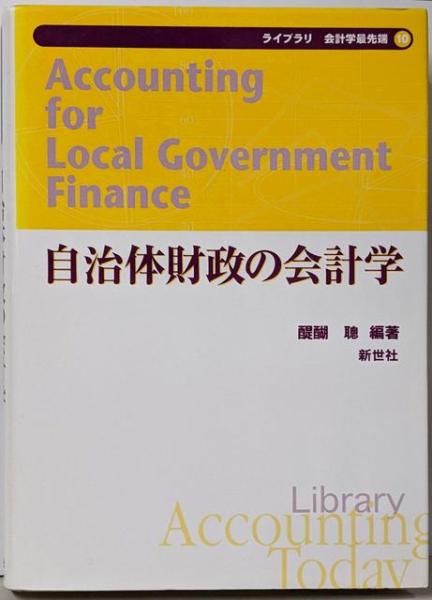 ライブラリ 会計学最先端 10
Accounting
for
Local Government
Finance
自治体財政の会計学
醍醐 聰 編著
新世社
Library
Accounting
Today